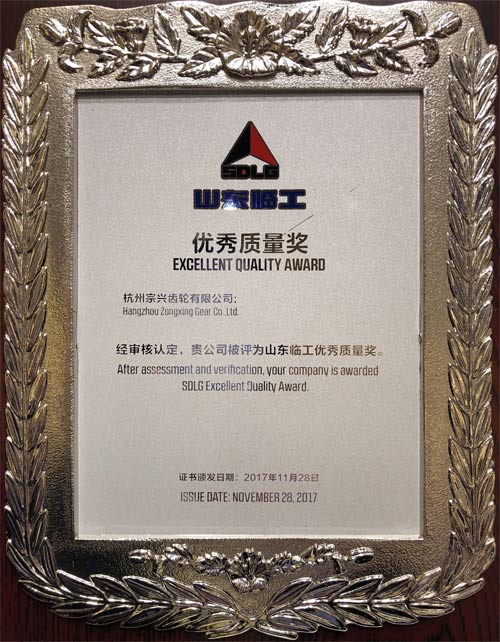 SDLG
山东临工
优秀质量奖
EXCELLENT QUALITY AWARD
杭州宗兴齿轮有限公司：
Hangzhou Zongxing Gear Co.,Ltd.
经审核认定，贵公司被评为山东临工优秀质量奖。
After assessment and verification, your company is awarded
SDLG Excellent Quality Award.
证书颁发日期：2017年11月28日
ISSUE DATE: NOVEMBER 28, 2017